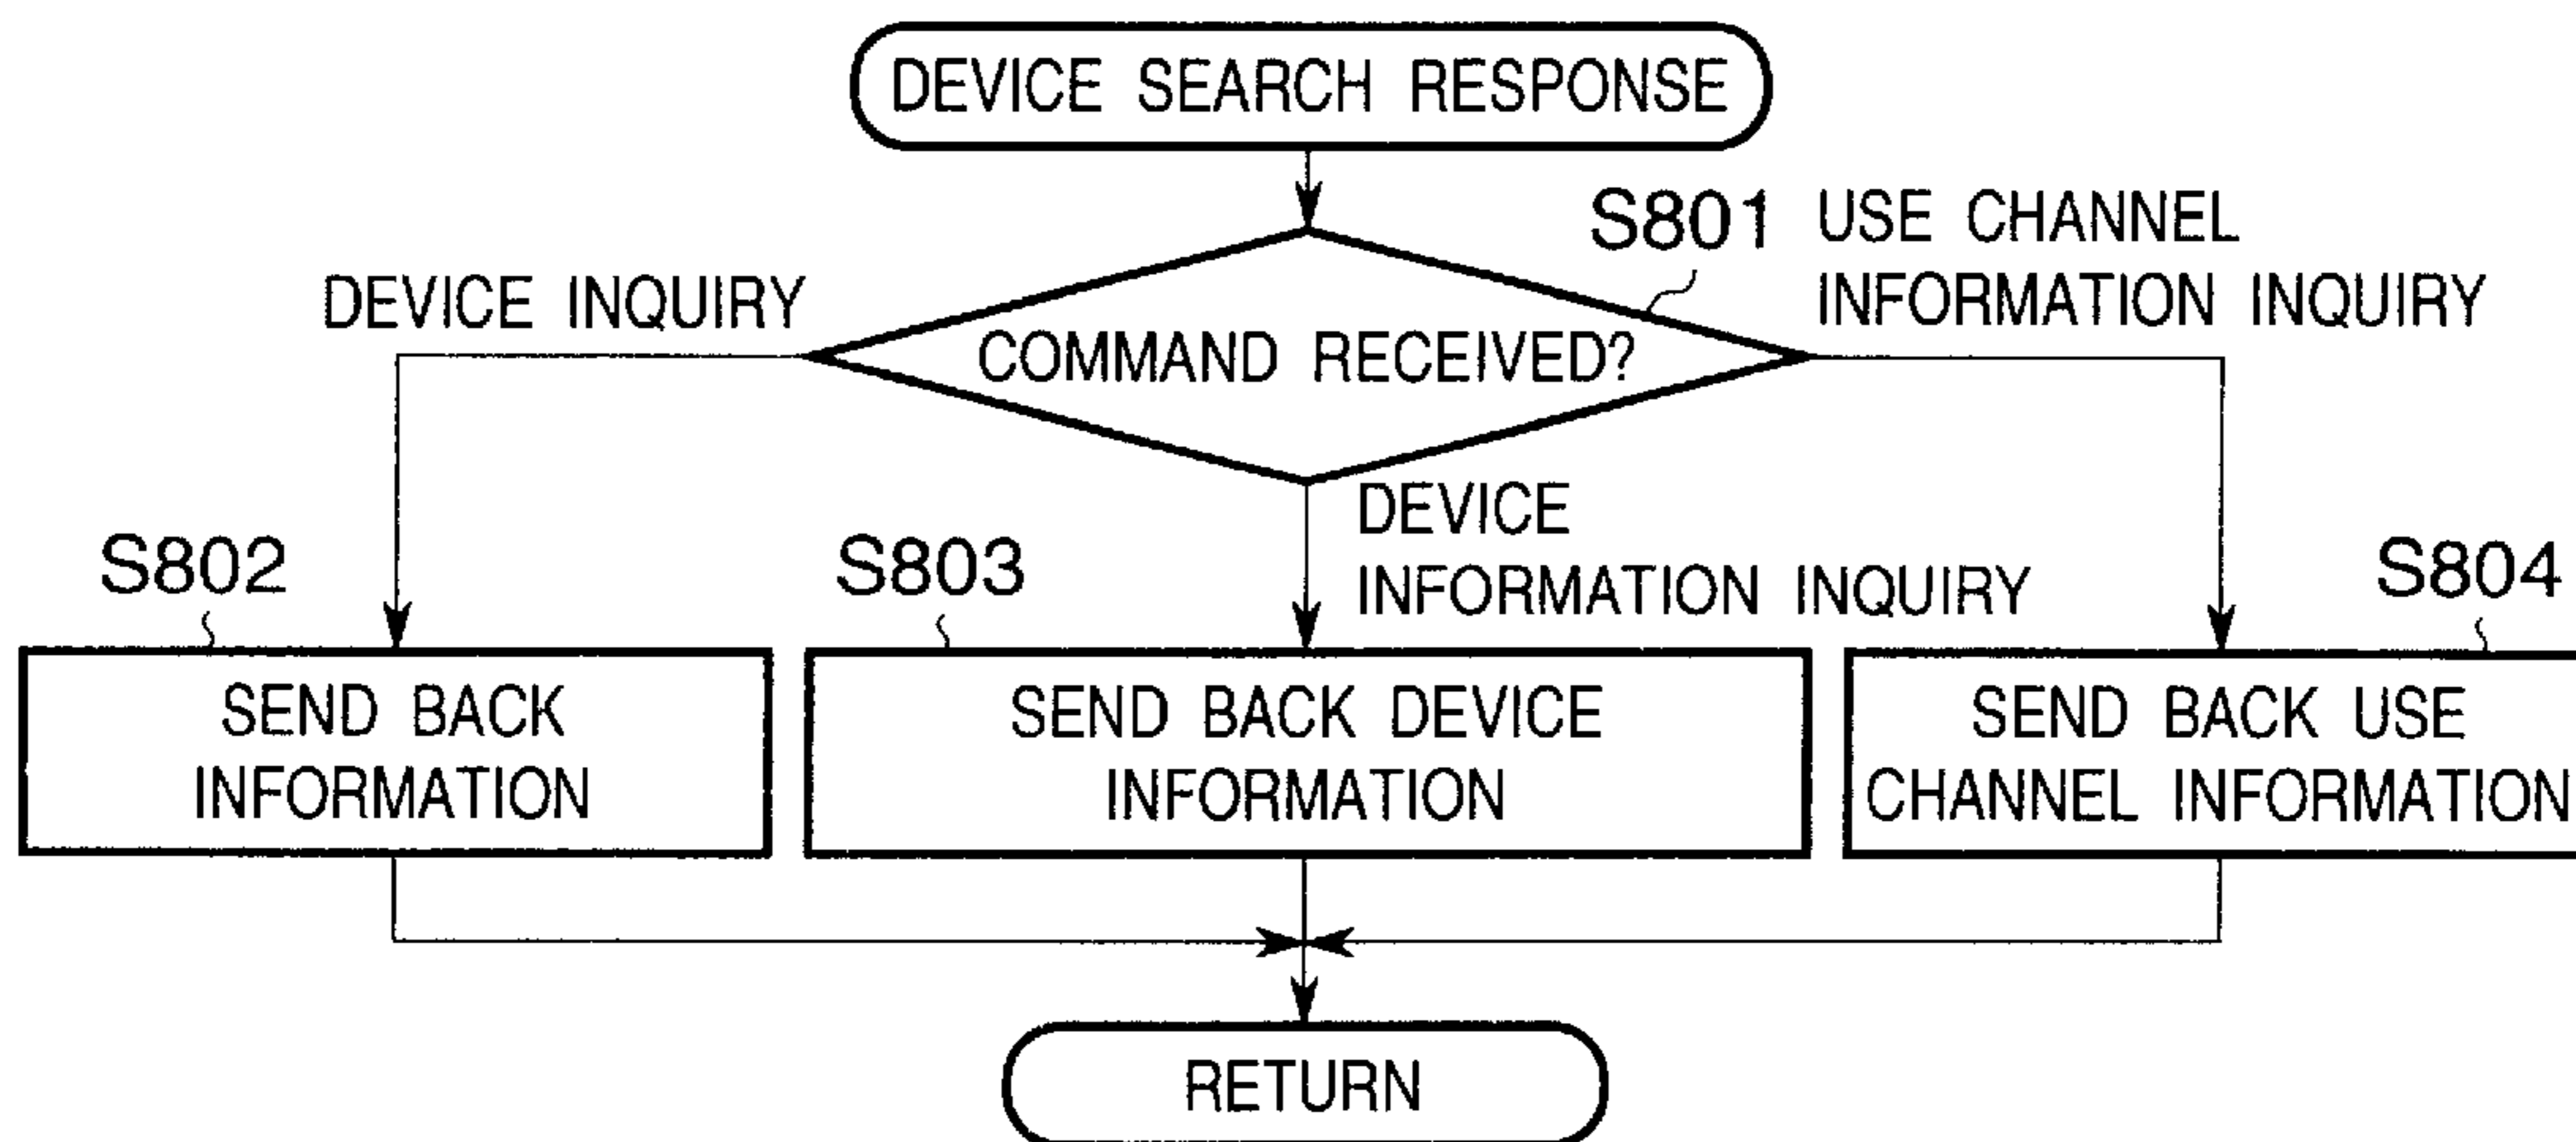 DEVICE SEARCH RESPONSE
S801
USE CHANNEL
INFORMATION INQUIRY
DEVICE INQUIRY
COMMAND RECEIVED?
DEVICE
INFORMATION INQUIRY
S802
S803
S804
SEND BACK
INFORMATION
SEND BACK DEVICE
INFORMATION
SEND BACK USE
CHANNEL INFORMATION
RETURN